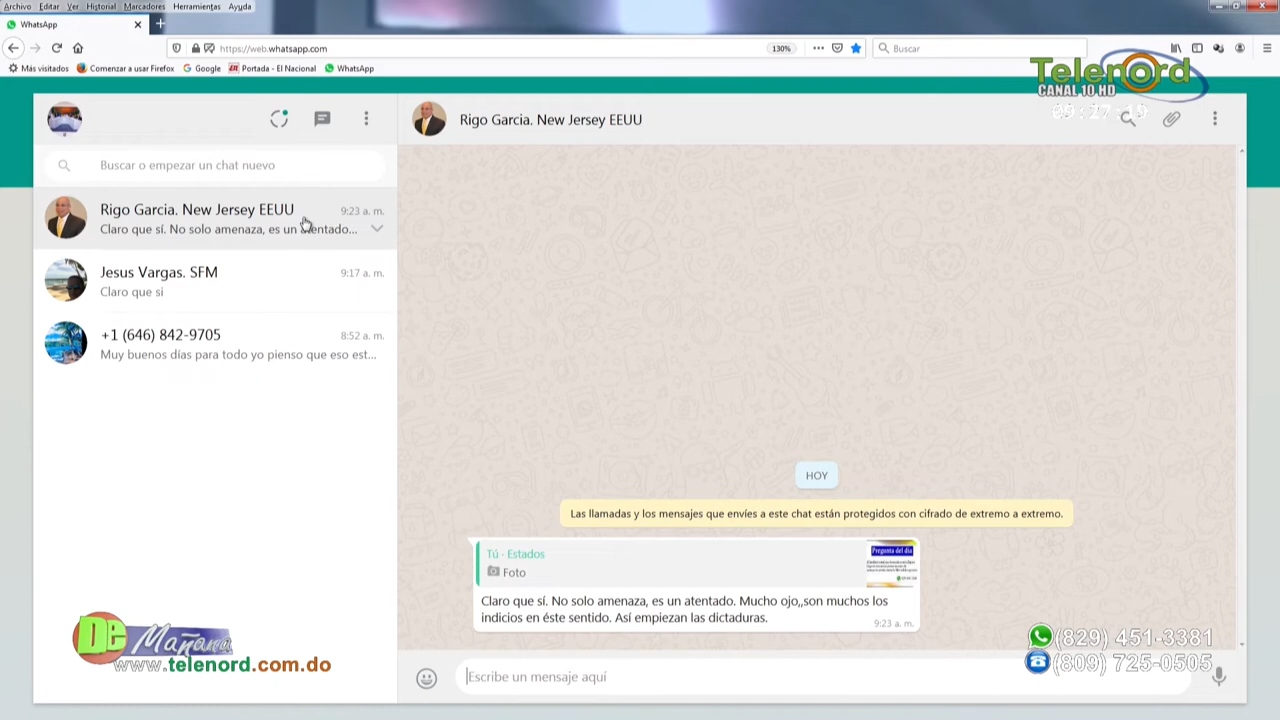 Archivo Editar Ver Historial Marcadores Herramientas Ayuda
WhatsApp
https://web.whatsapp.com
130%
Buscar
Más visitados Comenzar a usar Firefox Google Portada - El Nacional WhatsApp
Telenord
CANAL 10.HD
Rigo Garcia. New Jersey EEUU
Buscar o empezar un chat nuevo
Rigo Garcia. New Jersey EEUU 9:23 a. m.
Claro que sí. No solo amenaza, es un atentado...
Jesus Vargas. SFM 9:17 a. m.
Claro que si
+1 (646) 842-9705 8:52 a. m.
Muy buenos días para todo yo pienso que eso est...
HOY
Las llamadas y los mensajes que envíes a este chat están protegidos con cifrado de extremo a extremo.
Tú · Estados
Foto
Pregunta del día
Claro que sí. No solo amenaza, es un atentado. Mucho ojo,,son muchos los
indicios en éste sentido. Así empiezan las dictaduras.
9:23 a. m.
Escribe un mensaje aquí
De Mañana
www.telenord.com.do
(829) 451-3381
(809) 725-0505